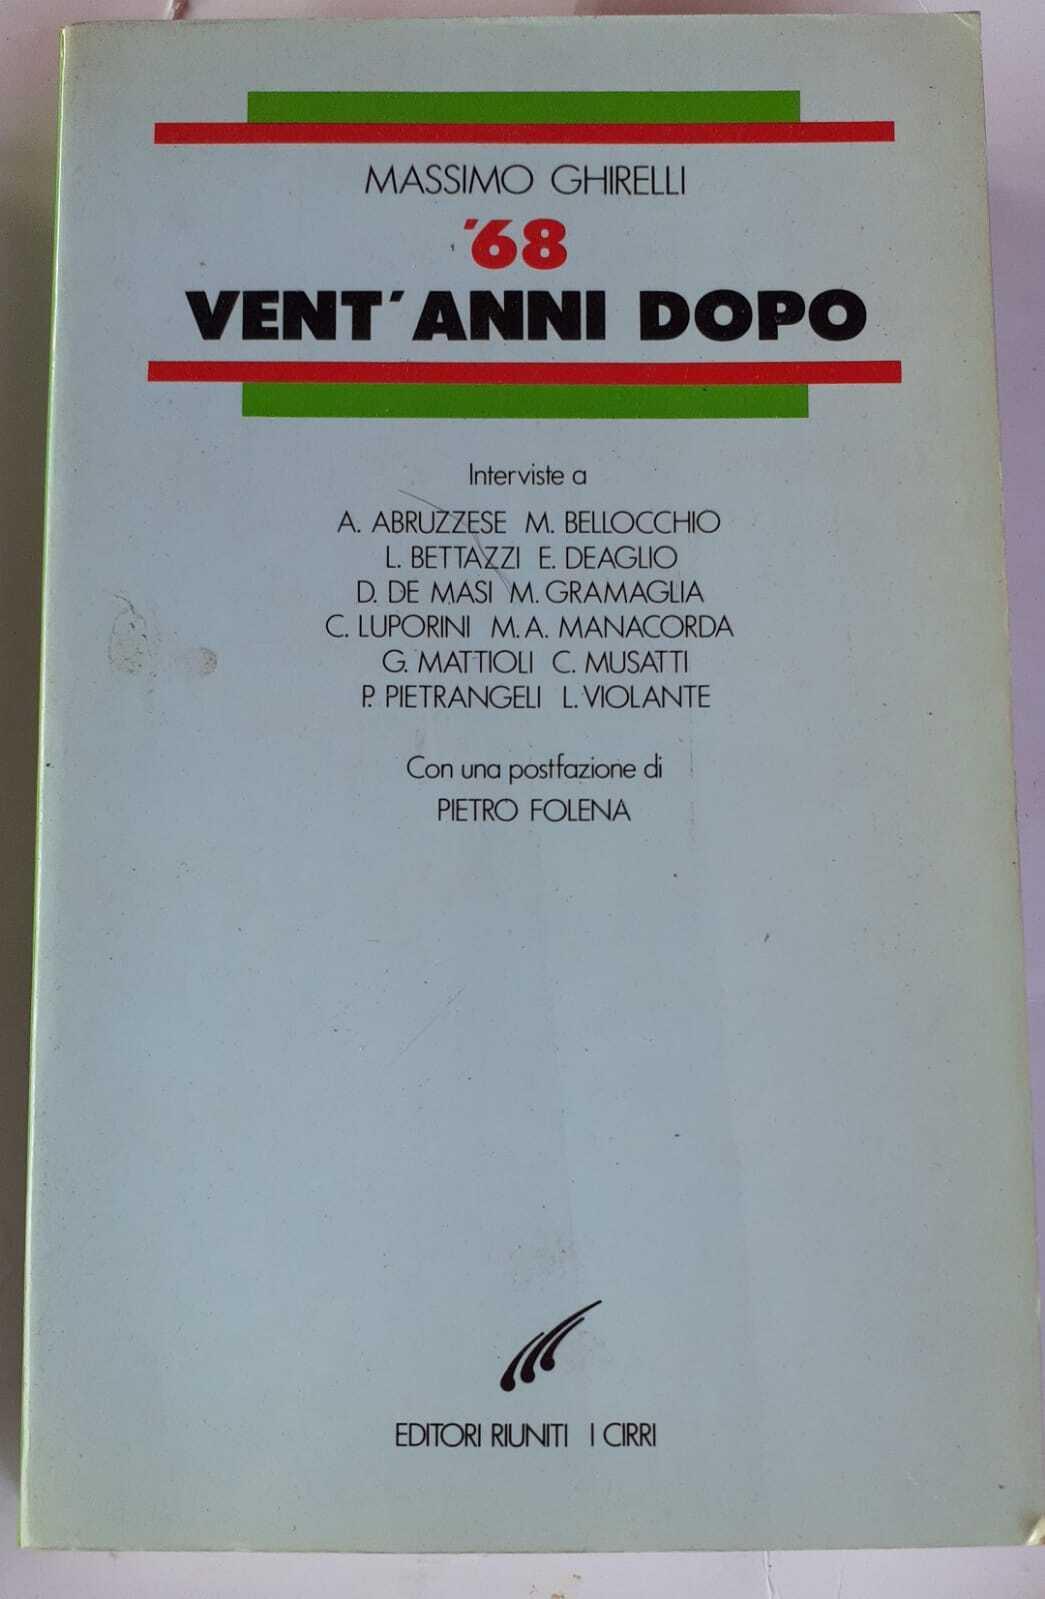 MASSIMO GHIRELLI
'68
VENT'ANNI DOPO
Interviste a
A. ABRUZZESE M. BELLOCCHIO
L. BETTAZZI E. DEAGLIO
D. DE MASI M. GRAMAGLIA
C. LUPORINI M.A. MANACORDA
G. MATTIOLI C. MUSATTI
P. PIETRANGELI L. VIOLANTE
Con una postfazione di
PIETRO FOLENA
EDITORI RIUNITI I CIRRI